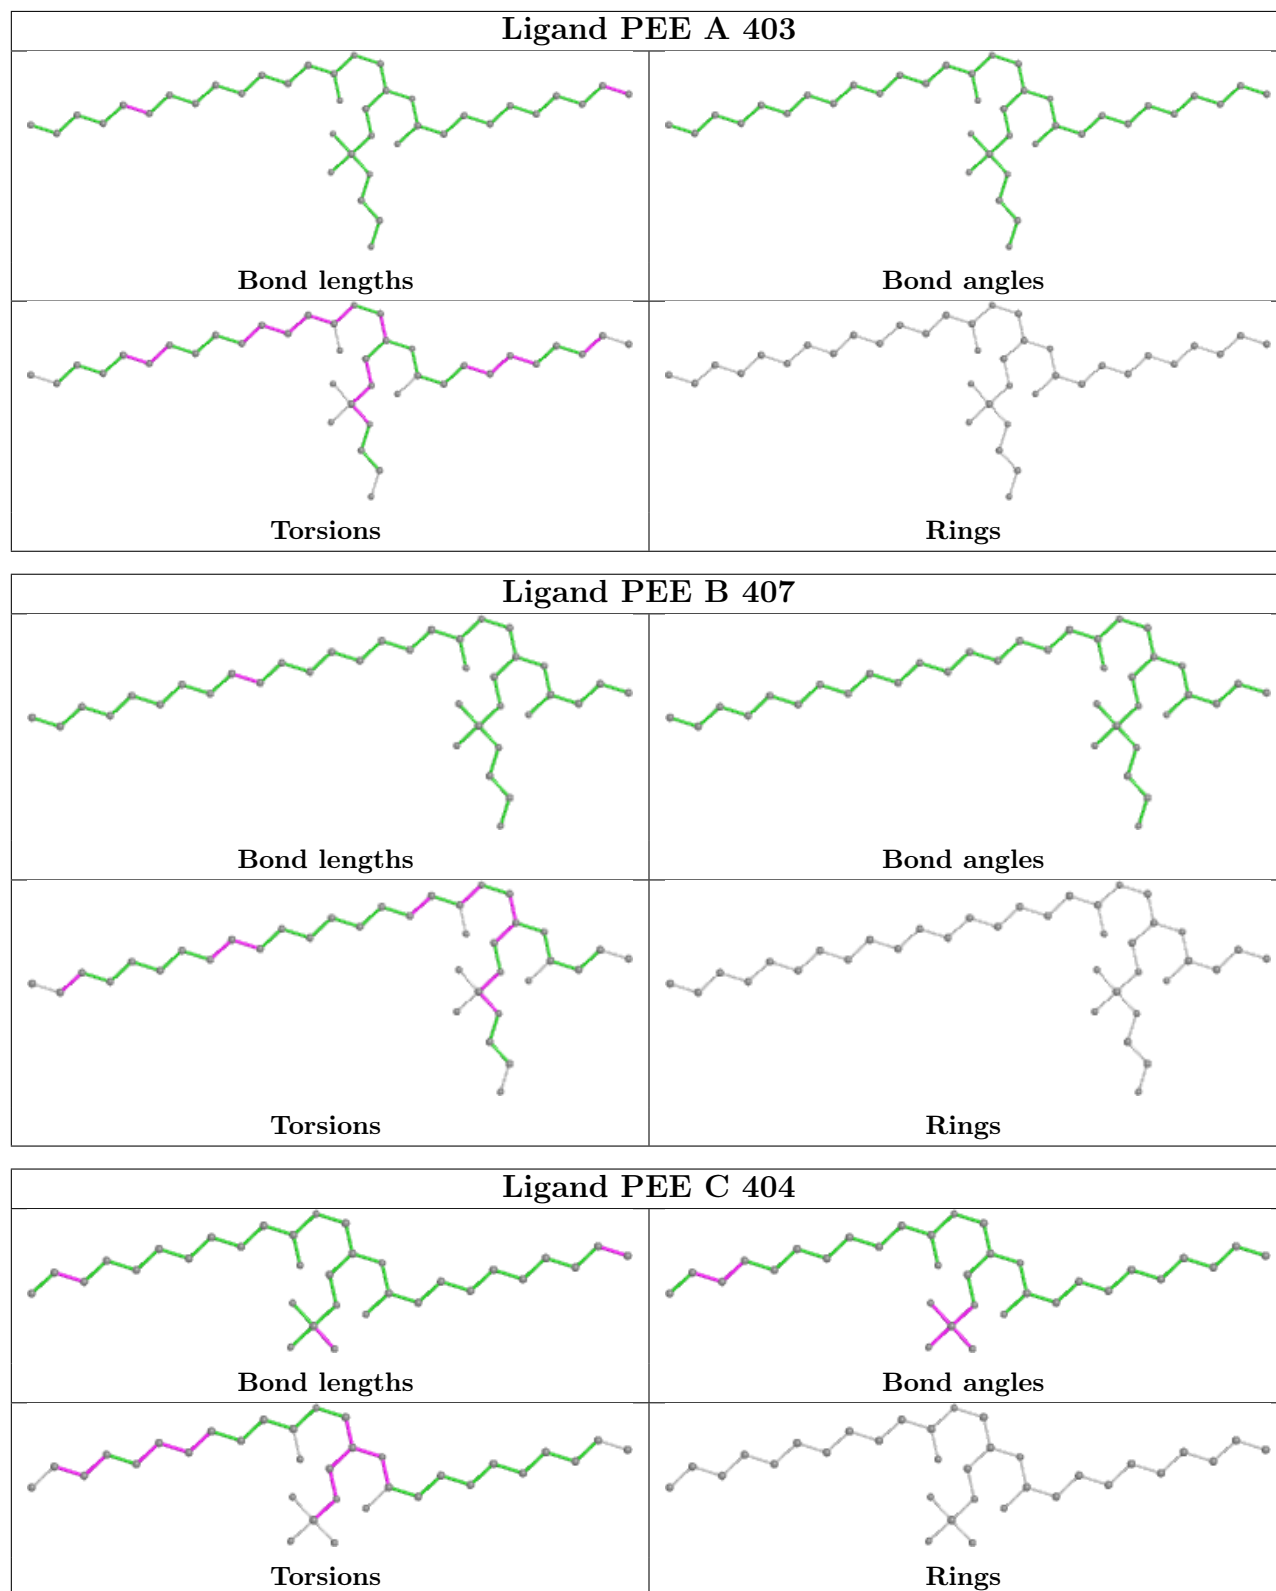 Ligand PEE A 403
Bond lengths
Bond angles
Torsions
Rings
Ligand PEE B 407
Bond lengths
Bond angles
Torsions
Rings
Ligand PEE C 404
Bond lengths
Bond angles
Torsions
Rings